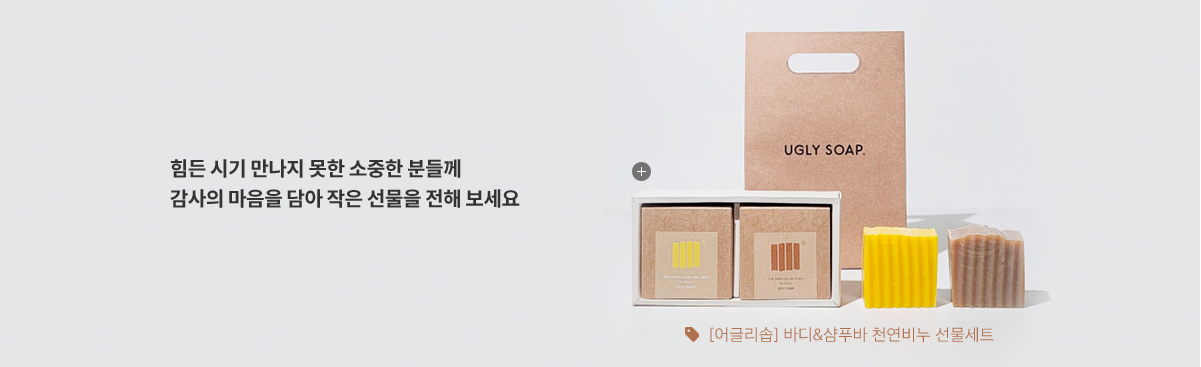 힘든 시기 만나지 못한 소중한 분들께
감사의 마음을 담아 작은 선물을 전해 보세요
UGLY SOAP.
[어글리솝] 바디&샴푸바 천연비누 선물세트